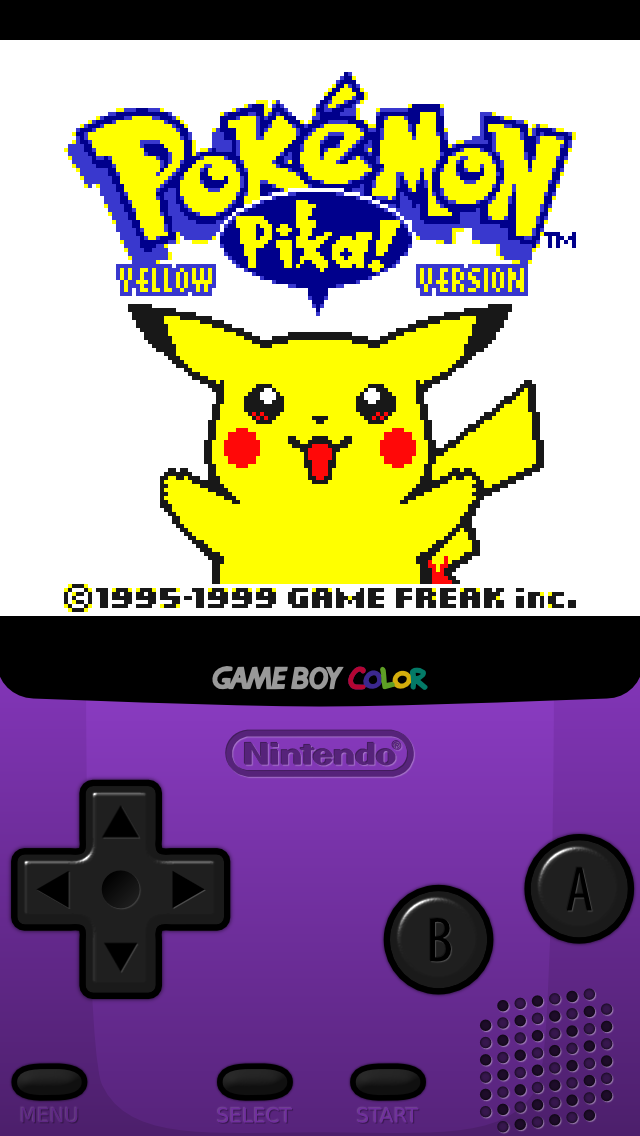 POKéMON
TM
Pika!
YELLOW VERSION
©1995-1999 GAME FREAK inc.
GAME BOY COLOR
Nintendo®
A
B
MENU SELECT START